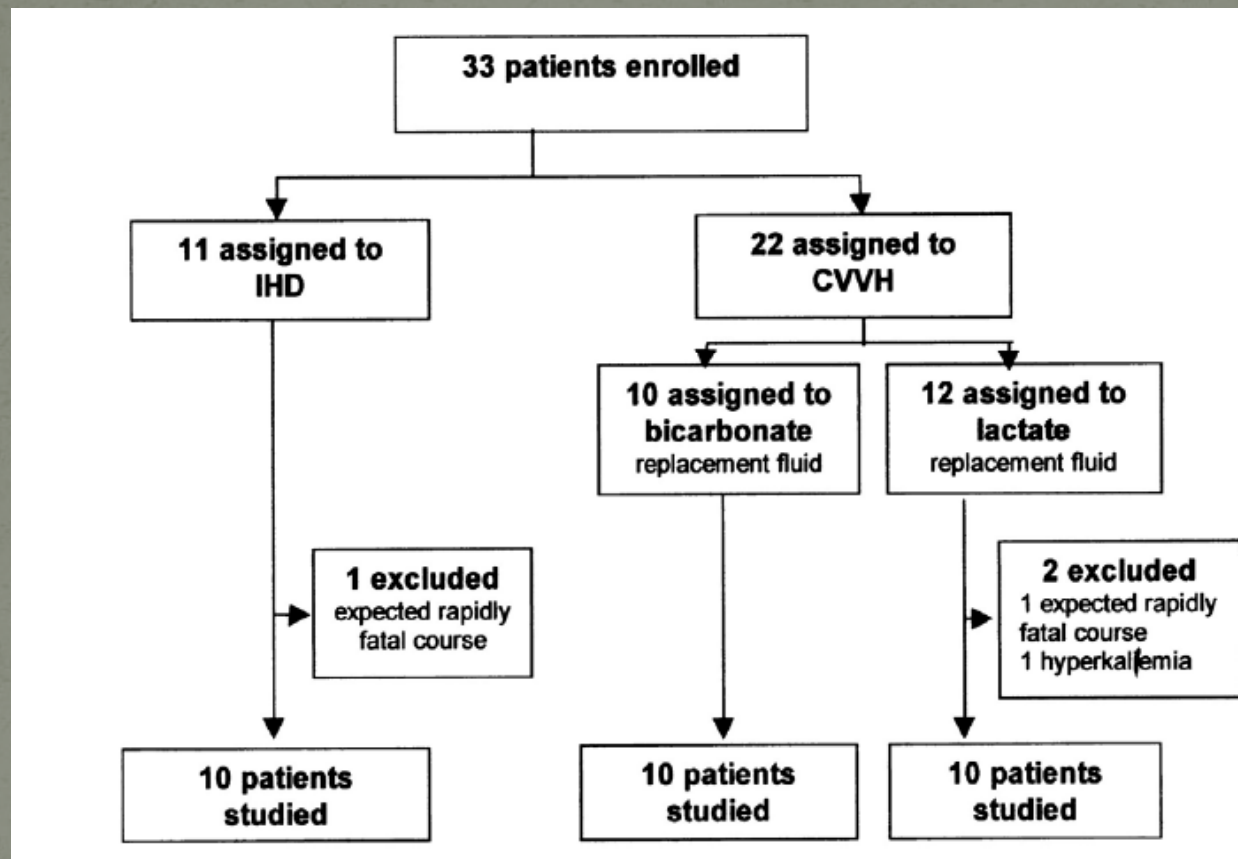 33 patients enrolled
11 assigned to
IHD
22 assigned to
CVVH
10 assigned to
bicarbonate
replacement fluid
12 assigned to
lactate
replacement fluid
1 excluded
expected rapidly
fatal course
2 excluded
1 expected rapidly
fatal course
1 hyperkaliemia
10 patients
studied
10 patients
studied
10 patients
studied